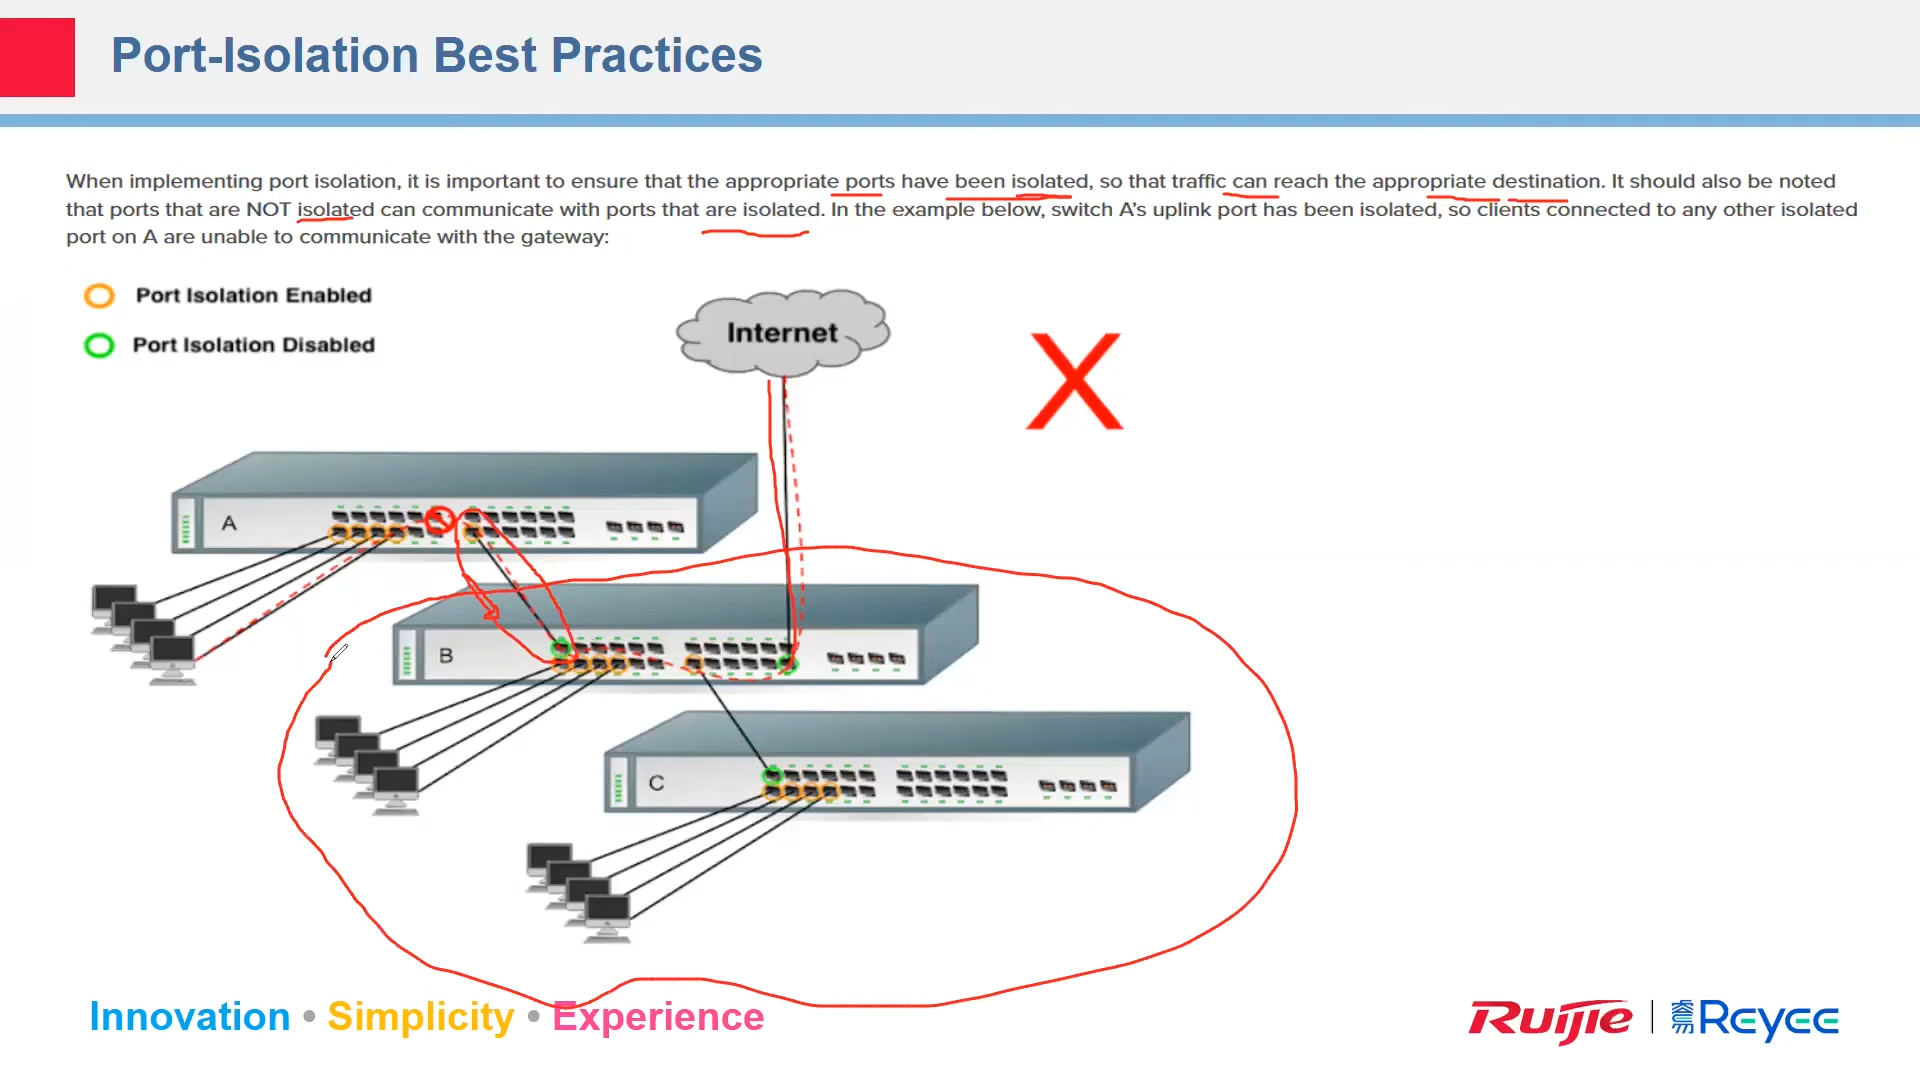 Port-Isolation Best Practices
When implementing port isolation, it is important to ensure that the appropriate ports have been isolated, so that traffic can reach the appropriate destination. It should also be noted
that ports that are NOT isolated can communicate with ports that are isolated. In the example below, switch A's uplink port has been isolated, so clients connected to any other isolated
port on A are unable to communicate with the gateway:
Port Isolation Enabled
Port Isolation Disabled
Internet
X
A
B
C
Innovation • Simplicity • Experience
Ruijie | 睿易 Reyee